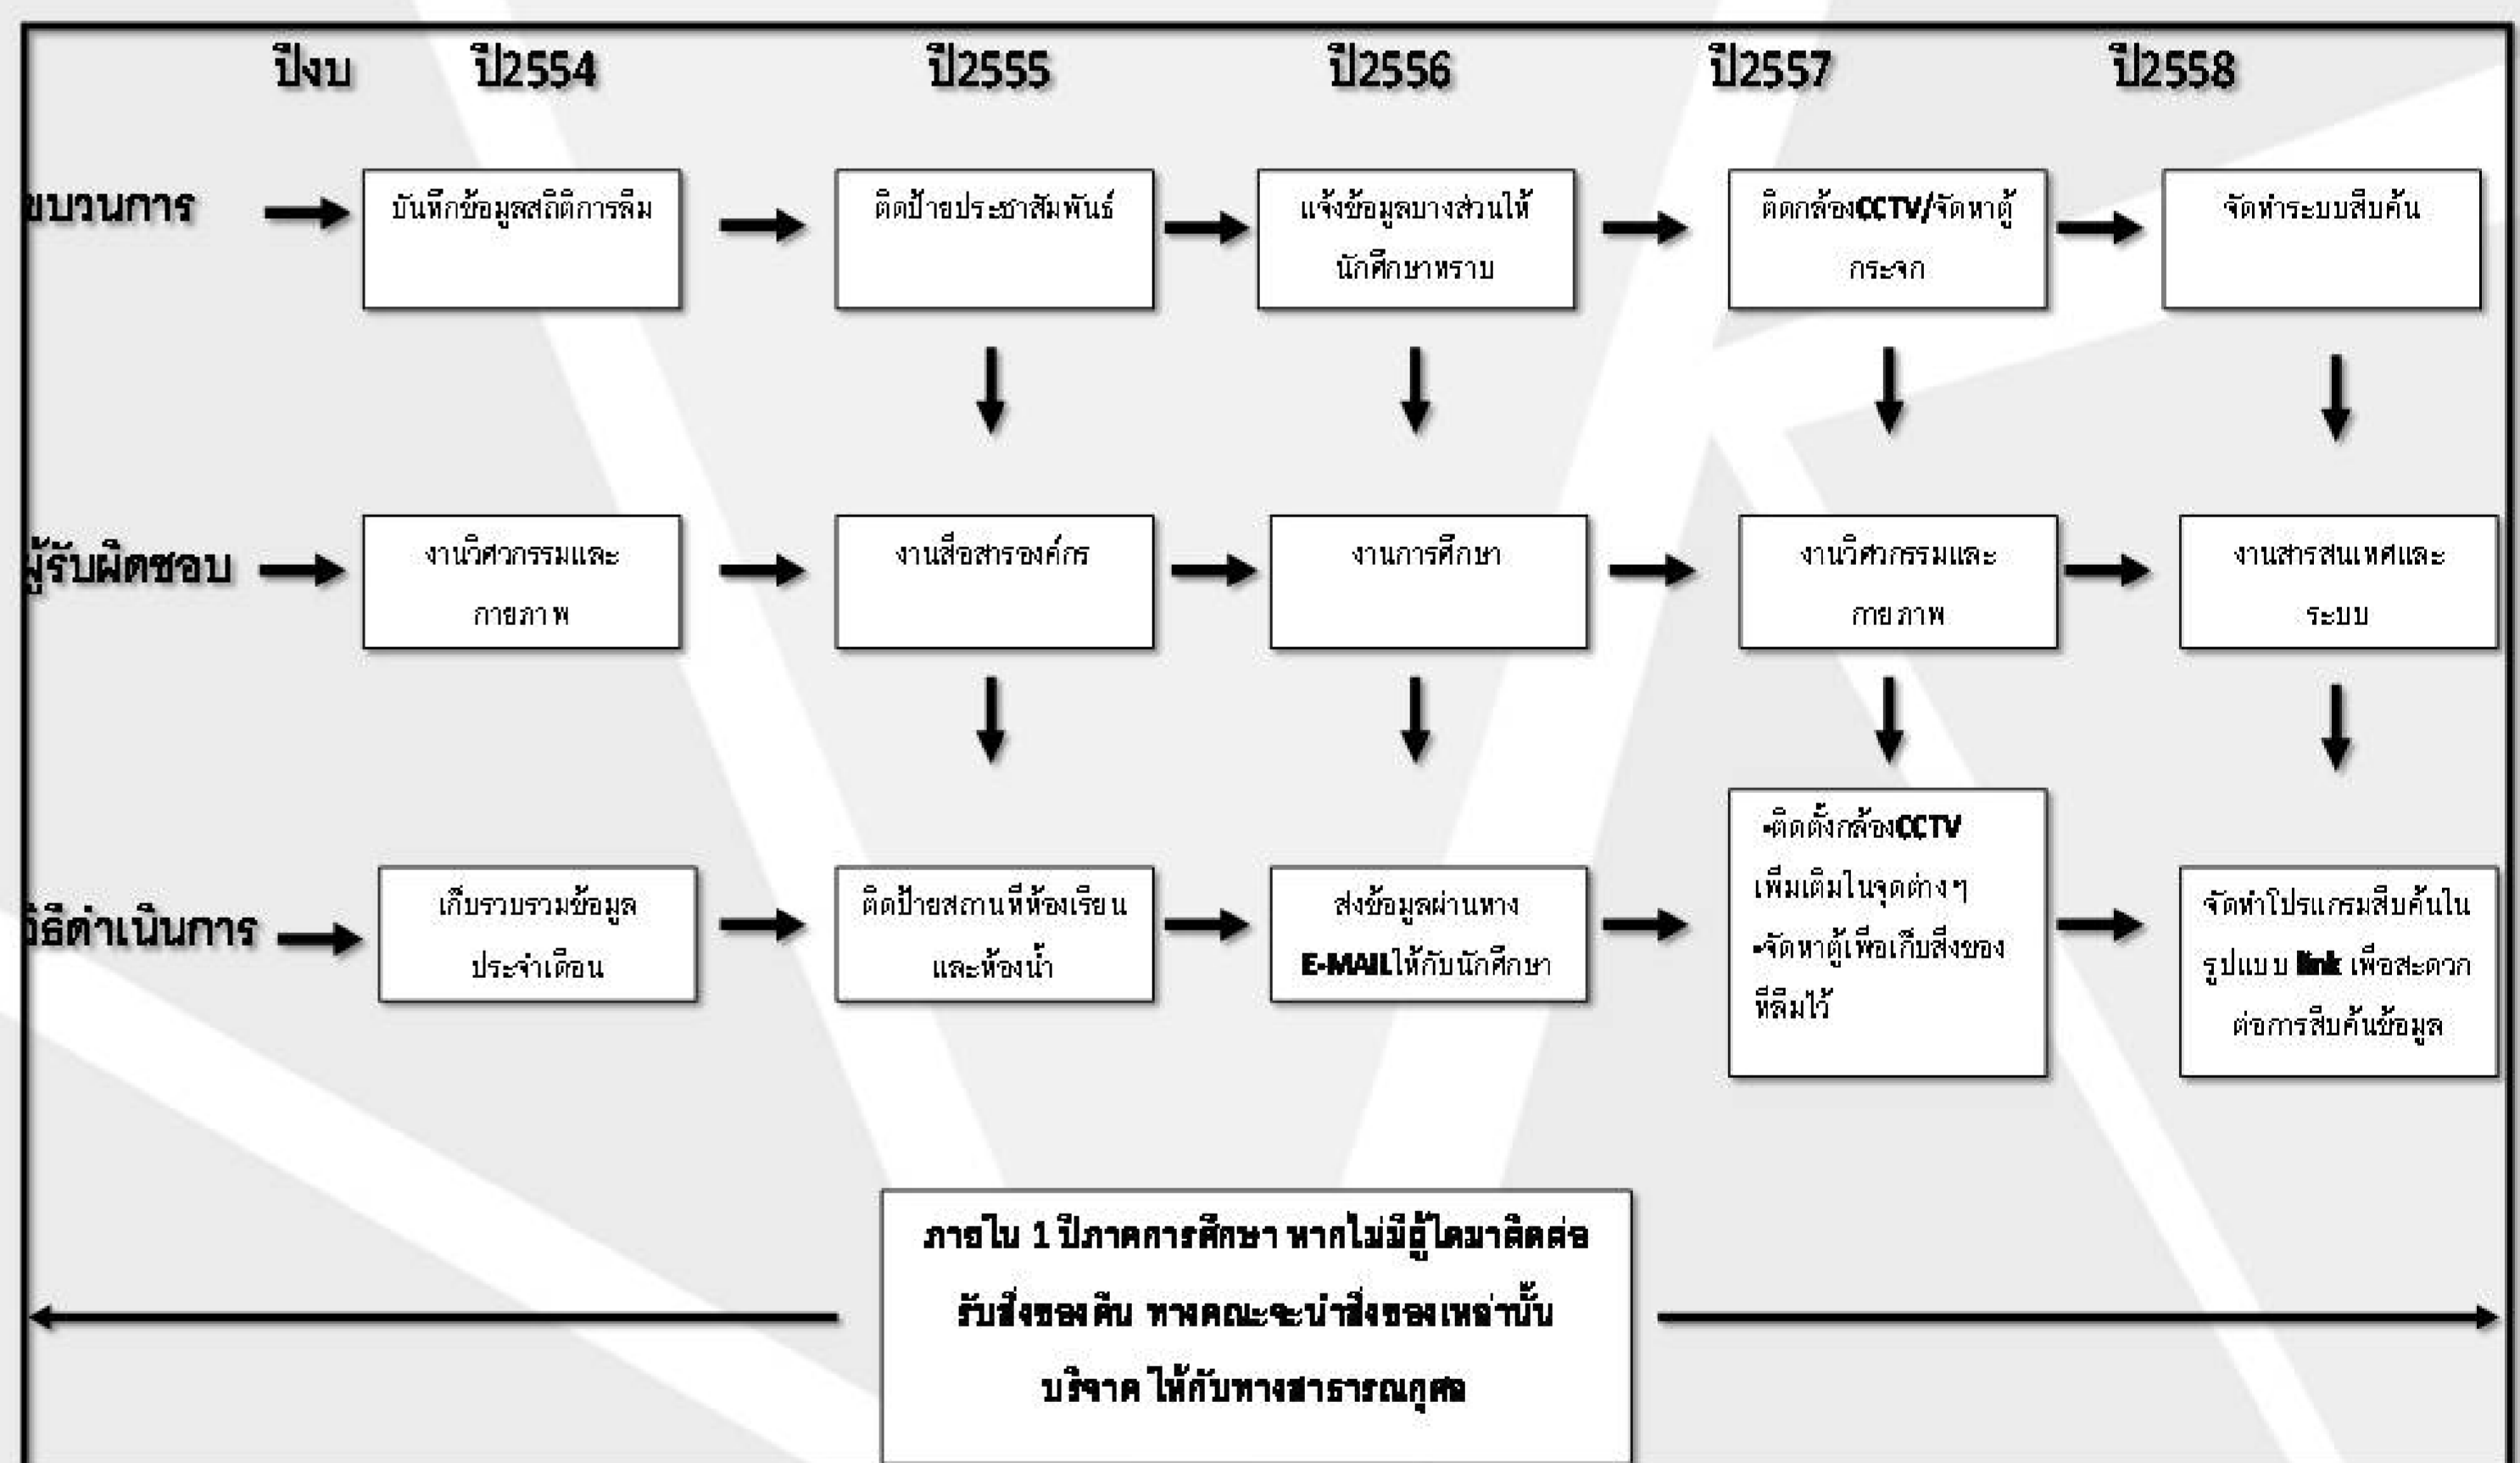 ปีงบ ปี2554 ปี2555 ปี2556 ปี2557 ปี2558
ขบวนการ
บันทึกข้อมูลสถิติการลืม
ติดป้ายประชาสัมพันธ์
แจ้งข้อมูลบางส่วนให้
นักศึกษาทราบ
ติดกล้องCCTV/จัดหาตู้
กระจก
จัดทำระบบสืบค้น
ผู้รับผิดชอบ
งานวิศวกรรมและ
กายภาพ
งานสื่อสารองค์กร
งานการศึกษา
งานวิศวกรรมและ
กายภาพ
งานสารสนเทศและ
ระบบ
วิธีดำเนินการ
เก็บรวบรวมข้อมูล
ประจำเดือน
ติดป้ายสถานที่ห้องเรียน
และห้องน้ำ
ส่งข้อมูลผ่านทาง
E-MAILให้กับนักศึกษา
-ติดตั้งกล้องCCTV
เพิ่มเติมในจุดต่างๆ
-จัดหาตู้เพื่อเก็บสิ่งของ
ที่ลืมไว้
จัดทำโปรแกรมสืบค้นใน
รูปแบบ link เพื่อสะดวก
ต่อการสืบค้นข้อมูล
ภายใน 1 ปีภาคการศึกษา หากไม่มีผู้ใดมาติดต่อ
รับสิ่งของคืน ทางคณะจะนำสิ่งของเหล่านั้น
บริจาค ให้กับทางสาธารณกุศล